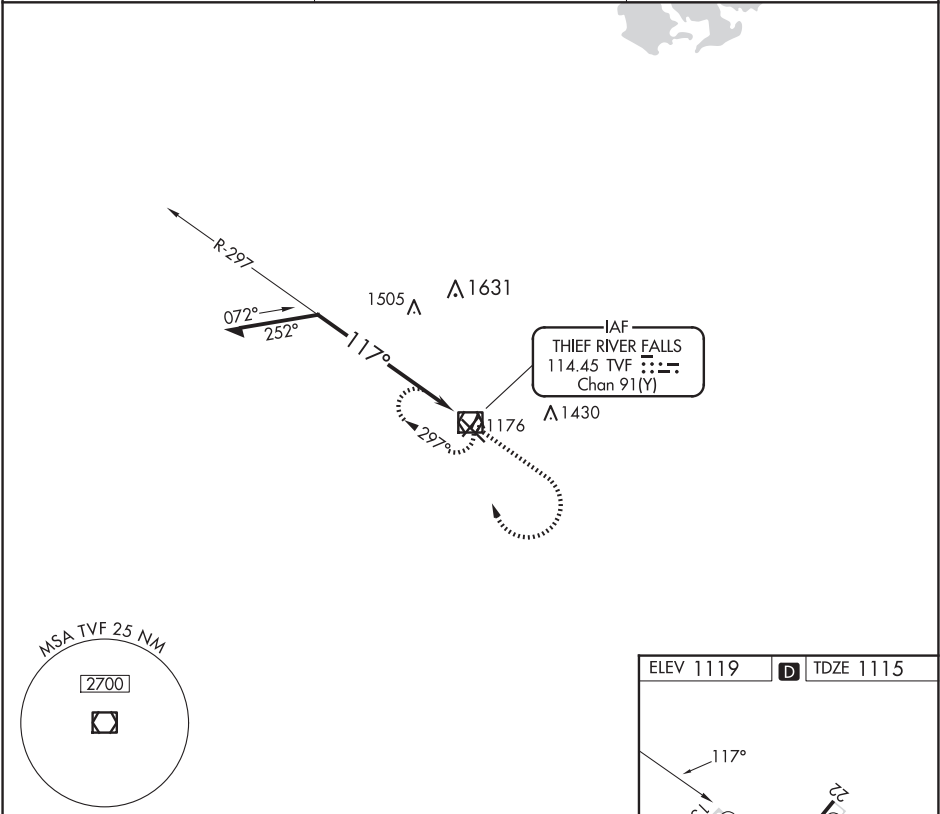 R-297
1505
1631
072°
252°
117°
IAF
THIEF RIVER FALLS
114.45 TVF
Chan 91(Y)
1430
1176
297°
MSA TVF 25 NM
2700
ELEV 1119 D TDZE 1115
117°
22